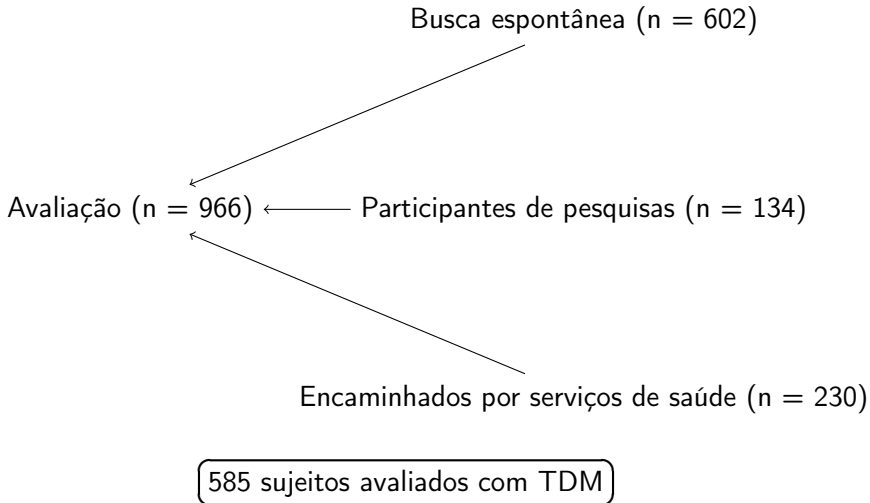 Busca espontânea (n = 602)
Avaliação (n = 966)
Participantes de pesquisas (n = 134)
Encaminhados por serviços de saúde (n = 230)
585 sujeitos avaliados com TDM